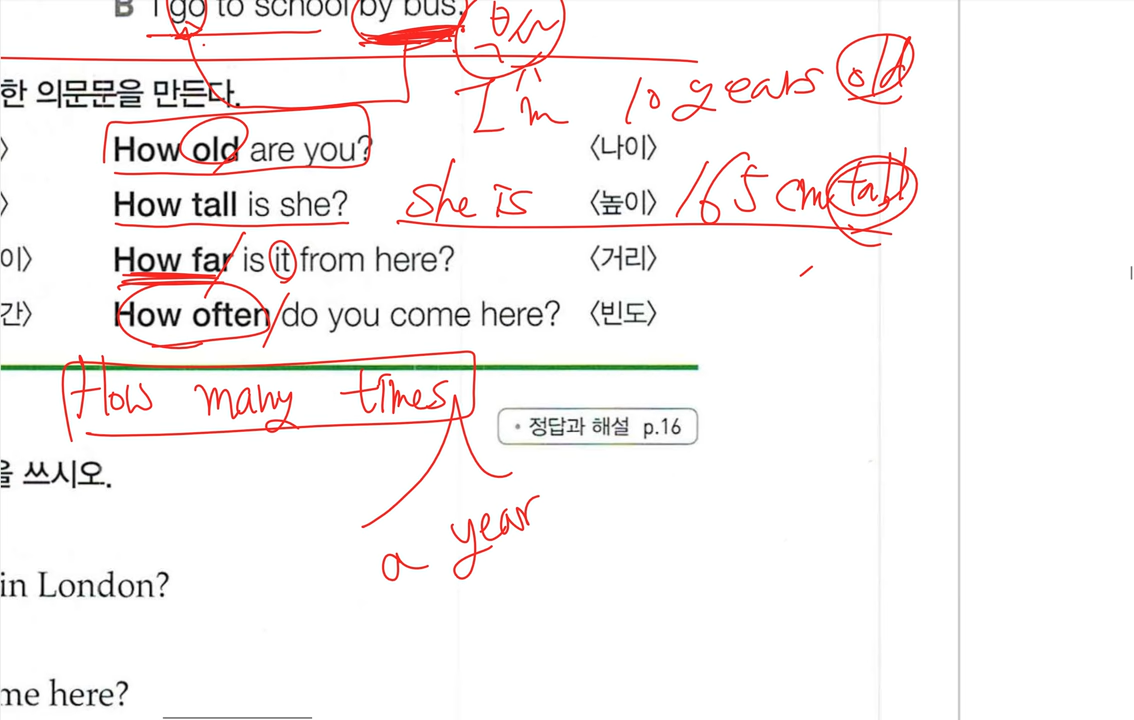 B I go to school by bus.
I'm 10 years old
한 의문문을 만든다.
〉 How old are you? 〈나이〉
〉 How tall is she? she is 〈높이〉 165 cm tall
이〉 How far is it from here? 〈거리〉
간〉 How often do you come here? 〈빈도〉
How many times
• 정답과 해설 p.16
을 쓰시오.
a year
in London?
me here?